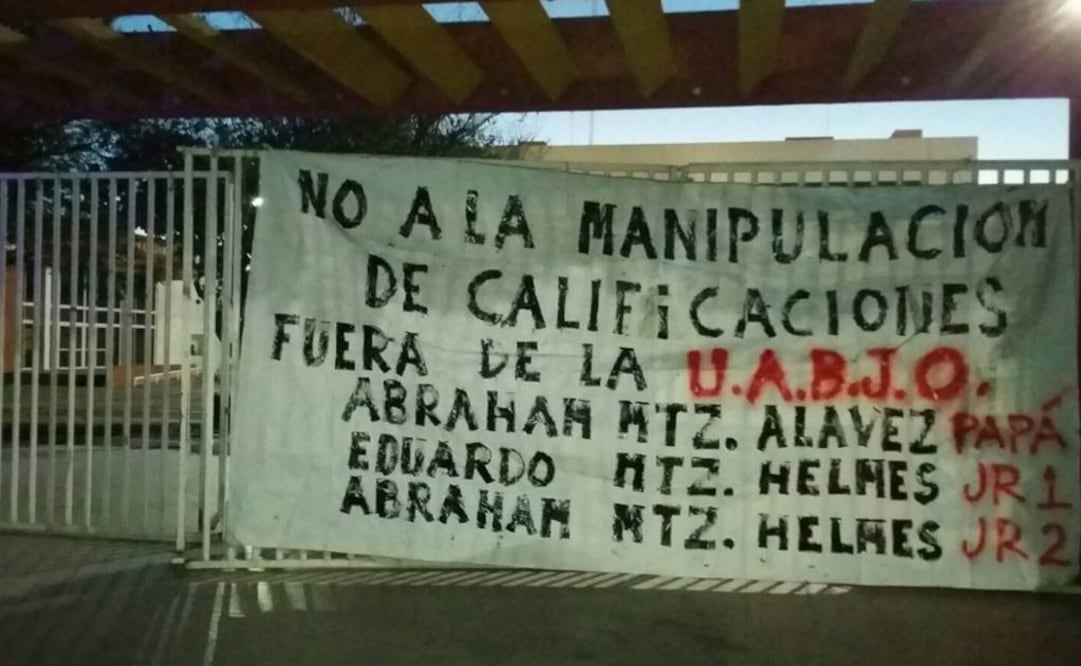 NO A LA MANIPULACION
DE CALIFiCACIONES
FUERA DE LA U.A.B.J.O.
ABRAHAM MTZ. ALAVEZ PAPÁ
EDUARDO MTZ. HELMES JR 1
ABRAHAM MTZ. HELMES JR 2